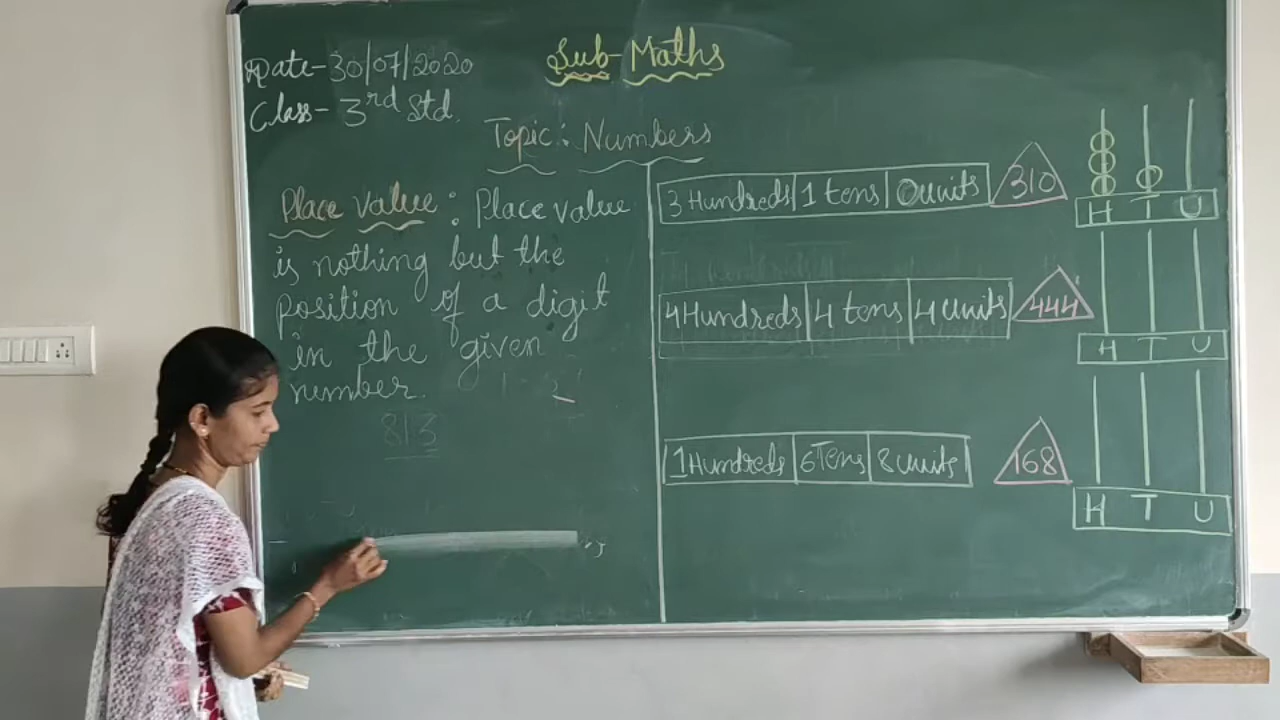 Date-30/07/2020
Sub-Maths
Class-3rd Std.
Topic: Numbers
Place value: Place value
is nothing but the
position of a digit
in the given
number.
813
3 Hundreds 1 tens 0 units 310
H T U
4 Hundreds 4 tens 4 units 444
H T U
1 Hundreds 6 Tens 8 units 168
H T U